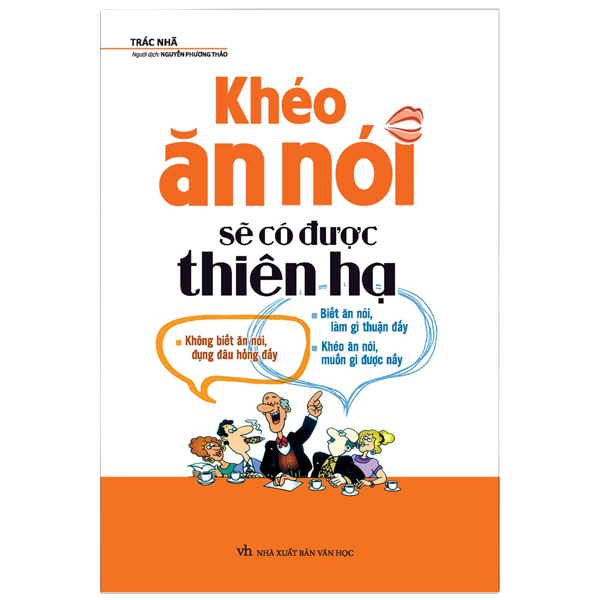 TRÁC NHÃ
Người dịch: NGUYỄN PHƯƠNG THẢO
Khéo
ăn nói
sẽ có được
thiên hạ
Biết ăn nói,
làm gì thuận đấy
Khéo ăn nói,
muốn gì được nấy
Không biết ăn nói,
đụng đâu hỏng đấy
vh NHÀ XUẤT BẢN VĂN HỌC